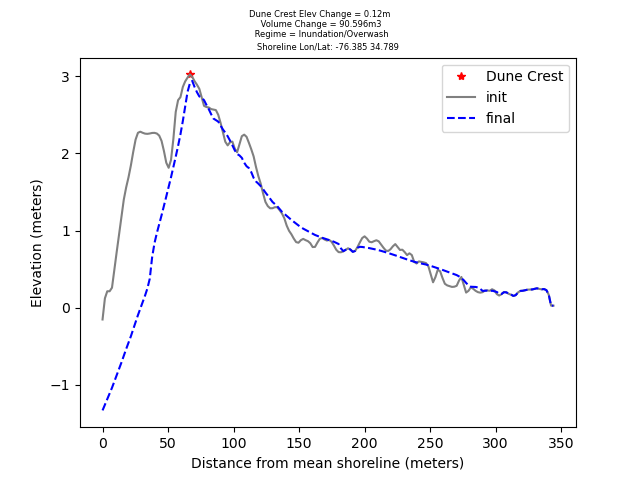 Dune Crest Elev Change = 0.12m
Volume Change = 90.596m3
Regime = Inundation/Overwash
Shoreline Lon/Lat: -76.385 34.789
Dune Crest
init
final
3
2
1
0
−1
Elevation (meters)
0 50 100 150 200 250 300 350
Distance from mean shoreline (meters)